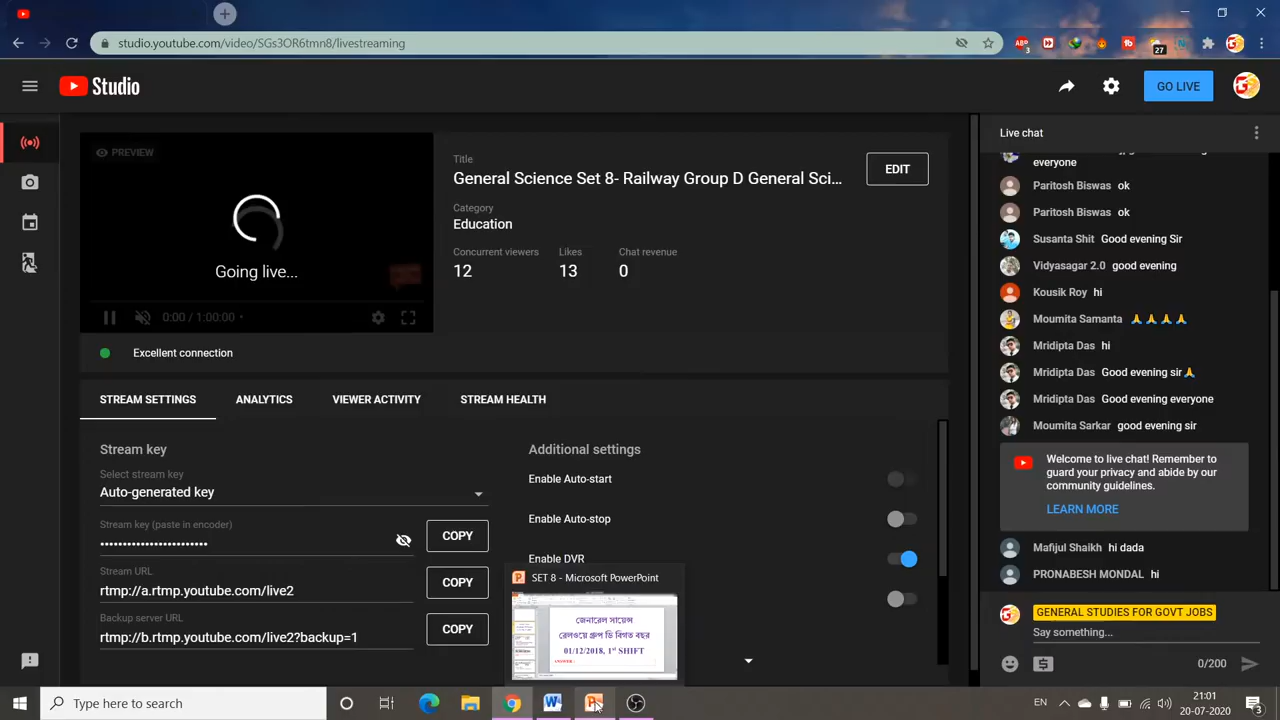 studio.youtube.com/video/SGs3OR6tmn8/livestreaming
ABP
3
27
Studio
GO LIVE
PREVIEW
Going live...
0:00 / 1:00:00
Title
General Science Set 8- Railway Group D General Sci...
EDIT
Category
Education
Concurrent viewers
Likes
Chat revenue
12
13
0
Excellent connection
STREAM SETTINGS
ANALYTICS
VIEWER ACTIVITY
STREAM HEALTH
Stream key
Select stream key
Auto-generated key
Stream key (paste in encoder)
COPY
Stream URL
rtmp://a.rtmp.youtube.com/live2
COPY
Backup server URL
rtmp://b.rtmp.youtube.com/live2?backup=1
COPY
Additional settings
Enable Auto-start
Enable Auto-stop
Enable DVR
SET 8 - Microsoft PowerPoint
জেনারেল সায়েন্স
রেলওয়ে গ্রুপ ডি বিগত বছর
01/12/2018, 1st SHIFT
ANSWER :
Live chat
everyone
Paritosh Biswas ok
Paritosh Biswas ok
Susanta Shit Good evening Sir
Vidyasagar 2.0 good evening
Kousik Roy hi
Moumita Samanta 🙏🙏🙏🙏
Mridipta Das hi
Mridipta Das Good evening sir🙏
Mridipta Das Good evening everyone
Moumita Sarkar good evening sir
Welcome to live chat! Remember to
guard your privacy and abide by our
community guidelines.
LEARN MORE
Mafijul Shaikh hi dada
PRONABESH MONDAL hi
GENERAL STUDIES FOR GOVT JOBS
Say something...
0/200
Type here to search
EN
21:01
20-07-2020
3